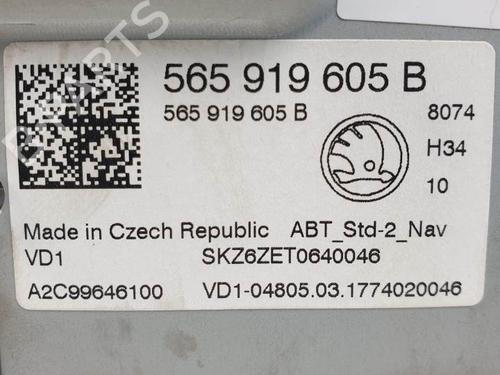 565 919 605 B
565 919 605 B
8074
H34
10
Made in Czech Republic ABT_Std-2_Nav
VD1 SKZ6ZET0640046
A2C99646100 VD1-04805.03.1774020046